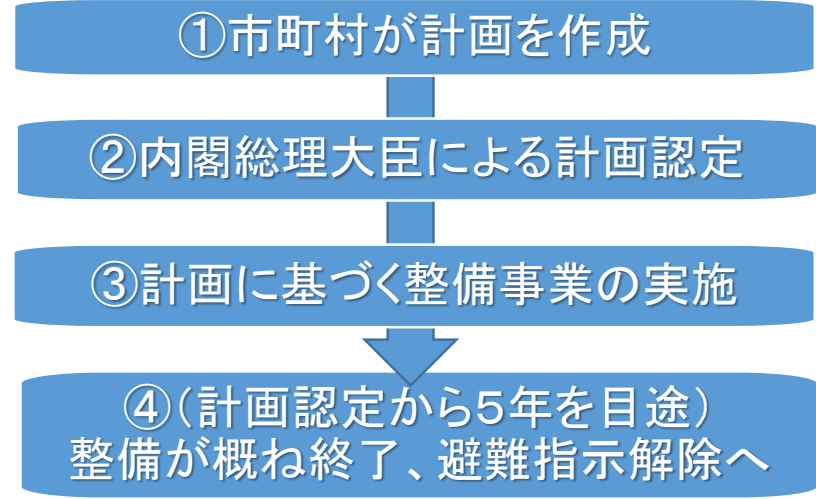 ①市町村が計画を作成
②内閣総理大臣による計画認定
③計画に基づく整備事業の実施
④(計画認定から5年を目途)
整備が概ね終了、避難指示解除へ